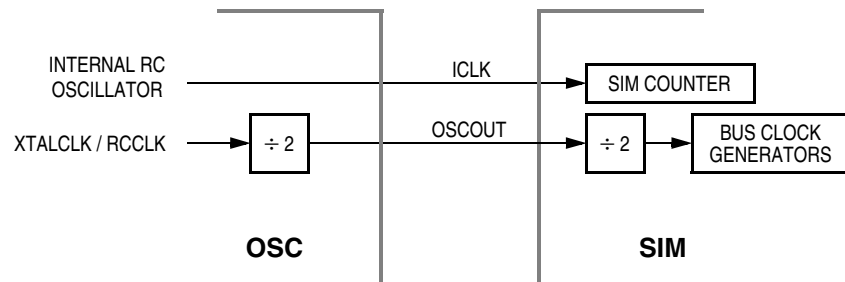 INTERNAL RC
OSCILLATOR
ICLK
SIM COUNTER
XTALCLK / RCCLK
÷ 2
OSCOUT
÷ 2
BUS CLOCK
GENERATORS
OSC
SIM